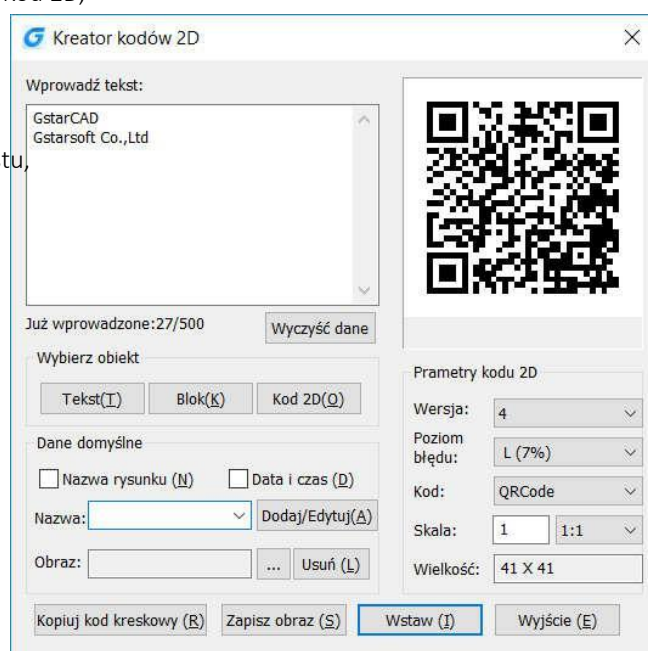 Kreator kodów 2D
Wprowadź tekst:
GstarCAD
Gstarsoft Co.,Ltd
tu,
Już wprowadzone:27/500
Wyczyść dane
Wybierz obiekt
Tekst(T)
Blok(K)
Kod 2D(O)
Dane domyślne
Nazwa rysunku (N)
Data i czas (D)
Nazwa:
Dodaj/Edytuj(A)
Obraz:
...
Usuń (L)
Prametry kodu 2D
Wersja:
4
Poziom
błędu:
L (7%)
Kod:
QRCode
Skala:
1
1:1
Wielkość:
41 X 41
Kopiuj kod kreskowy (R)
Zapisz obraz (S)
Wstaw (I)
Wyjście (E)